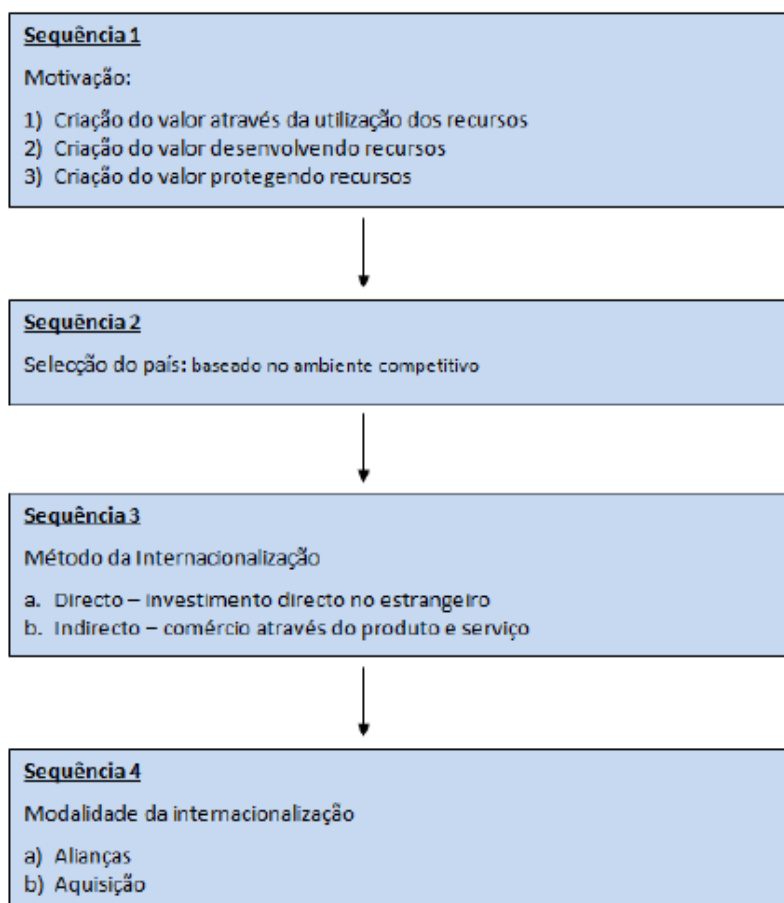 Sequência 1
Motivação:
1) Criação do valor através da utilização dos recursos
2) Criação do valor desenvolvendo recursos
3) Criação do valor protegendo recursos
Sequência 2
Selecção do país: baseado no ambiente competitivo
Sequência 3
Método da Internacionalização
a. Directo – investimento directo no estrangeiro
b. Indirecto – comércio através do produto e serviço
Sequência 4
Modalidade da internacionalização
a) Alianças
b) Aquisição